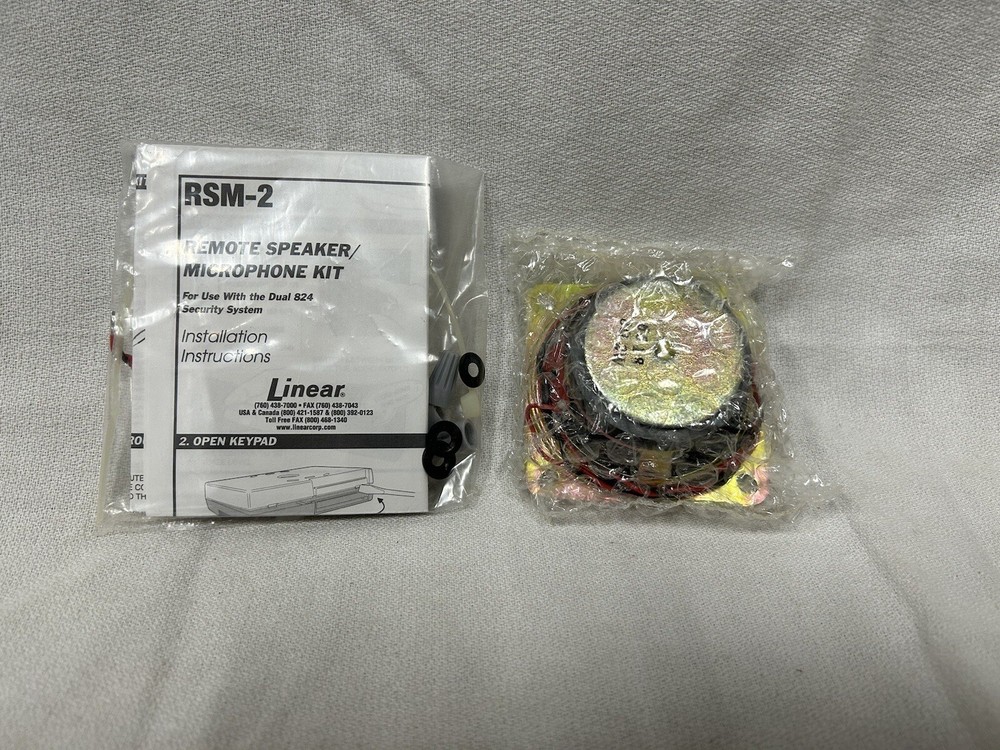 RSM-2
REMOTE SPEAKER/
MICROPHONE KIT
For Use With the Dual 824
Security System
Installation
Instructions
Linear®
(760) 438-7000 • FAX (760) 438-7043
USA & Canada (800) 421-1587 & (800) 392-0123
Toll Free FAX (800) 468-1340
www.linearcorp.com
2. OPEN KEYPAD